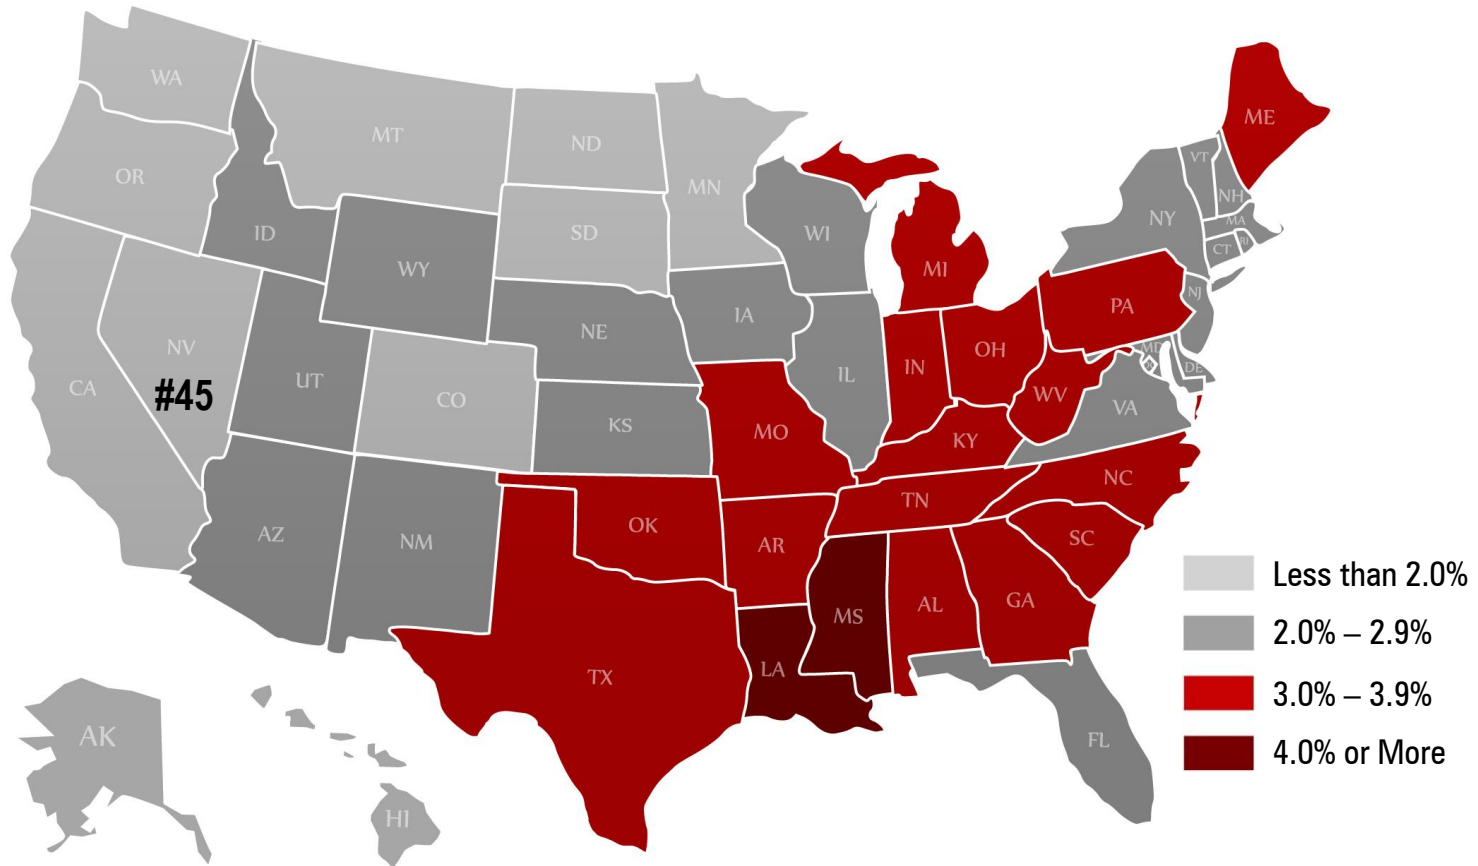 WA
MT
ND
MN
OR
ID
SD
WY
WI
MI
NY
VT
NH
ME
MA
CT
RI
NV
#45
CA
UT
CO
NE
IA
IL
IN
OH
PA
NJ
MD
DE
WV
VA
KS
MO
KY
AZ
NM
OK
AR
TN
NC
SC
TX
LA
MS
AL
GA
FL
AK
HI
Less than 2.0%
2.0% – 2.9%
3.0% – 3.9%
4.0% or More